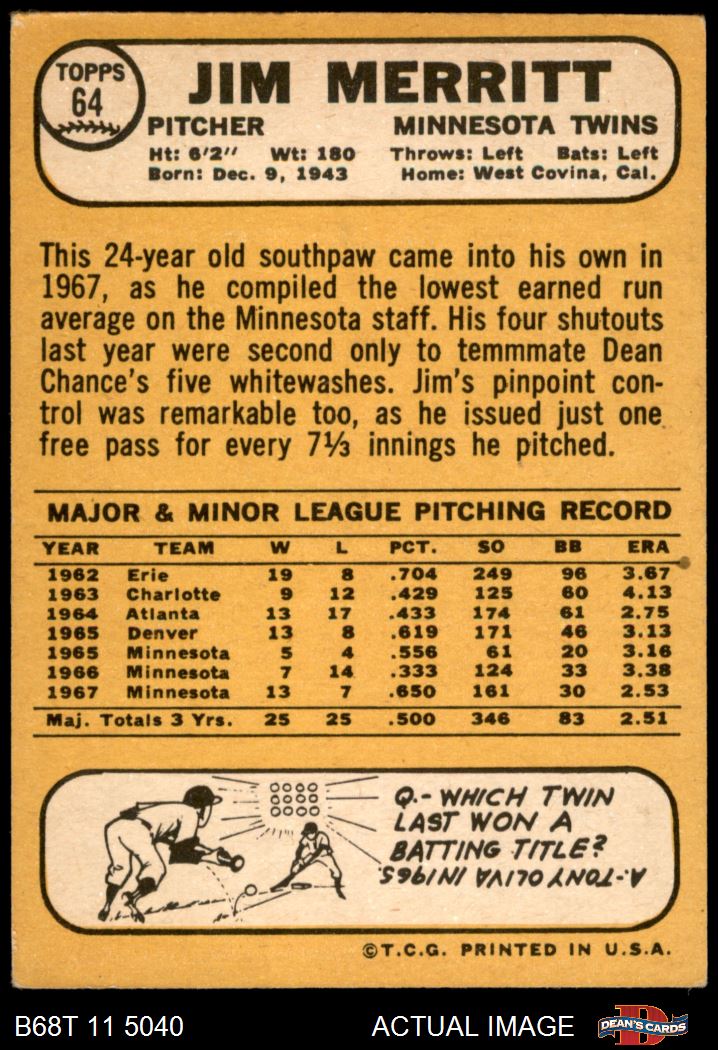 TOPPS
64
JIM MERRITT
PITCHER MINNESOTA TWINS
Ht: 6'2" Wt: 180 Throws: Left Bats: Left
Born: Dec. 9, 1943 Home: West Covina, Cal.
This 24-year old southpaw came into his own in
1967, as he compiled the lowest earned run
average on the Minnesota staff. His four shutouts
last year were second only to temmmate Dean
Chance's five whitewashes. Jim's pinpoint con-
trol was remarkable too, as he issued just one
free pass for every 7⅓ innings he pitched.
MAJOR & MINOR LEAGUE PITCHING RECORD
YEAR TEAM W L PCT. SO BB ERA
1962 Erie 19 8 .704 249 96 3.67
1963 Charlotte 9 12 .429 125 60 4.13
1964 Atlanta 13 17 .433 174 61 2.75
1965 Denver 13 8 .619 171 46 3.13
1965 Minnesota 5 4 .556 61 20 3.16
1966 Minnesota 7 14 .333 124 33 3.38
1967 Minnesota 13 7 .650 161 30 2.53
Maj. Totals 3 Yrs. 25 25 .500 346 83 2.51
Q.- WHICH TWIN
LAST WON A
BATTING TITLE?
A.-TONY OLIVA IN 1965.
©T.C.G. PRINTED IN U.S.A.
B68T 11 5040 ACTUAL IMAGE D DEAN'S CARDS